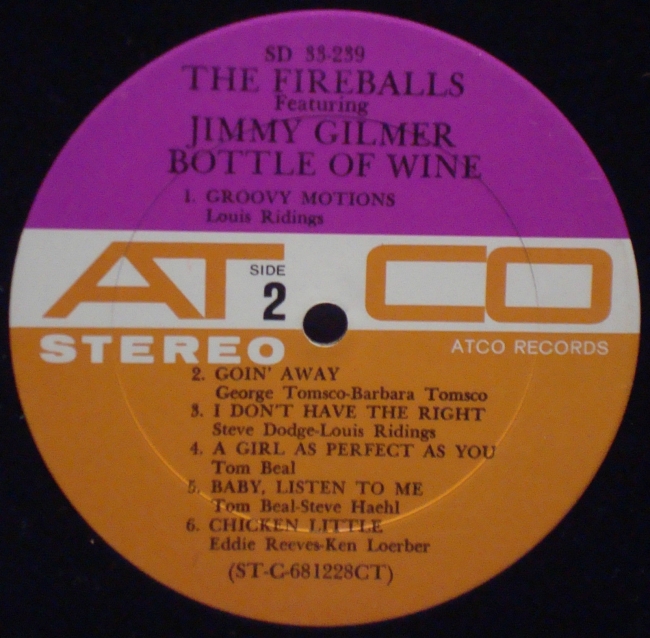 SD 33-239
THE FIREBALLS
Featuring
JIMMY GILMER
BOTTLE OF WINE
1. GROOVY MOTIONS
Louis Ridings
ATCO
SIDE
2
STEREO
ATCO RECORDS
2. GOIN' AWAY
George Tomsco-Barbara Tomsco
3. I DON'T HAVE THE RIGHT
Steve Dodge-Louis Ridings
4. A GIRL AS PERFECT AS YOU
Tom Beal
5. BABY, LISTEN TO ME
Tom Beal-Steve Haehl
6. CHICKEN LITTLE
Eddie Reeves-Ken Loerber
(ST-C-681228CT)